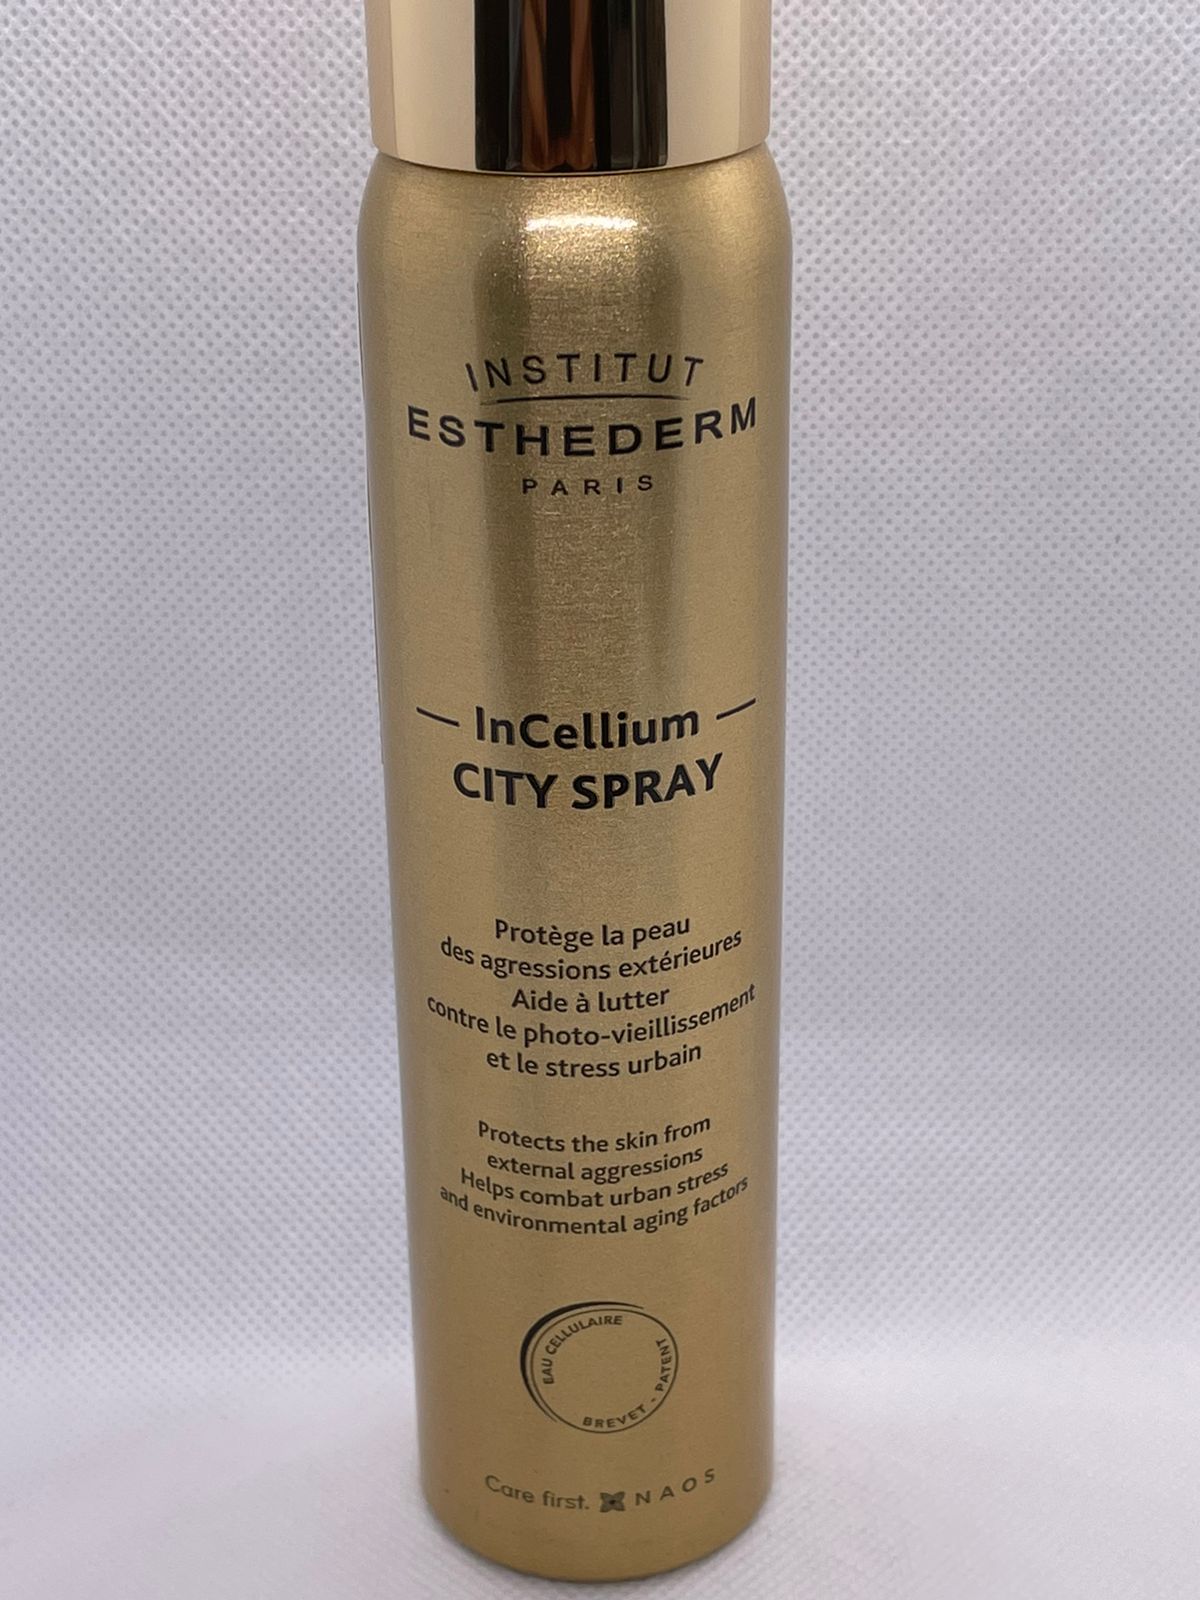 INSTITUT
ESTHEDERM
PARIS
InCellium
CITY SPRAY
Protège la peau
des agressions extérieures
Aide à lutter
contre le photo-vieillissement
et le stress urbain
Protects the skin from
external aggressions
Helps combat urban stress
and environmental aging factors
EAU CELLULAIRE
BREVET - PATENT
Care first. NAOS